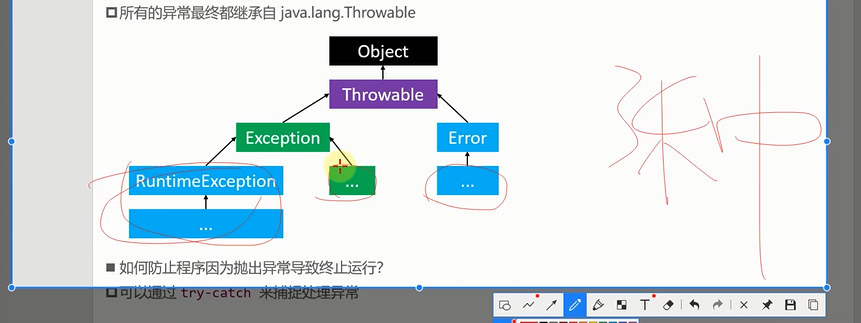 所有的异常最终都继承自 java.lang.Throwable
Object
Throwable
Exception
Error
RuntimeException
...
...
...
如何防止程序因为抛出异常导致终止运行?
可以通过 try-catch 来捕捉处理异常
T